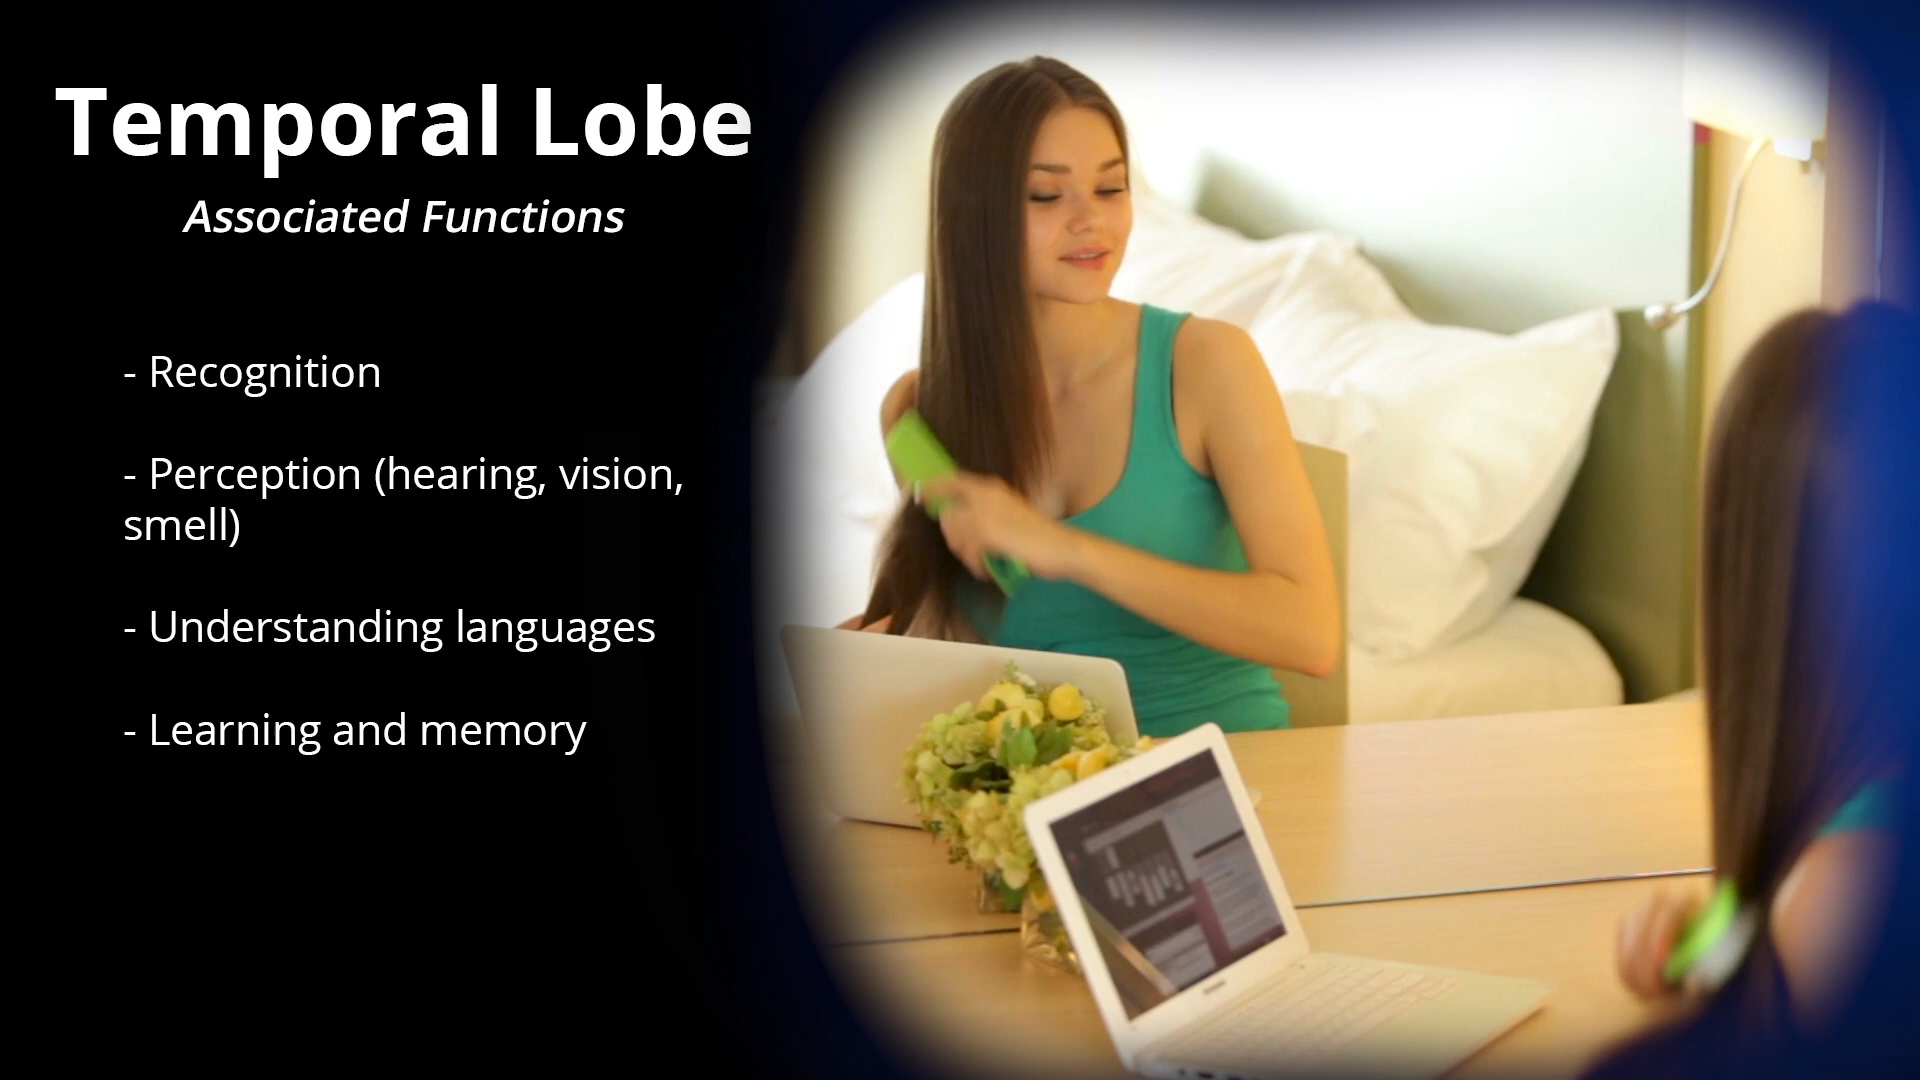 Temporal Lobe
Associated Functions
- Recognition
- Perception (hearing, vision,
smell)
- Understanding languages
- Learning and memory